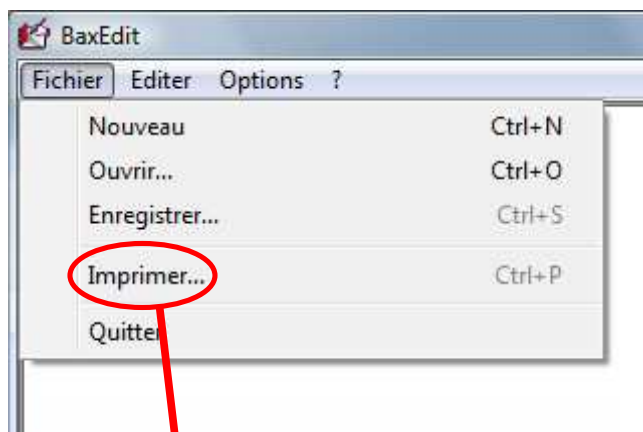 BaxEdit
Fichier Editer Options ?
Nouveau Ctrl+N
Ouvrir... Ctrl+O
Enregistrer... Ctrl+S
Imprimer... Ctrl+P
Quitter